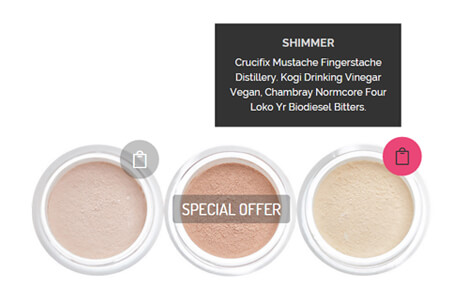 SHIMMER
Crucifix Mustache Fingerstache
Distillery. Kogi Drinking Vinegar
Vegan, Chambray Normcore Four
Loko Yr Biodiesel Bitters.
SPECIAL OFFER